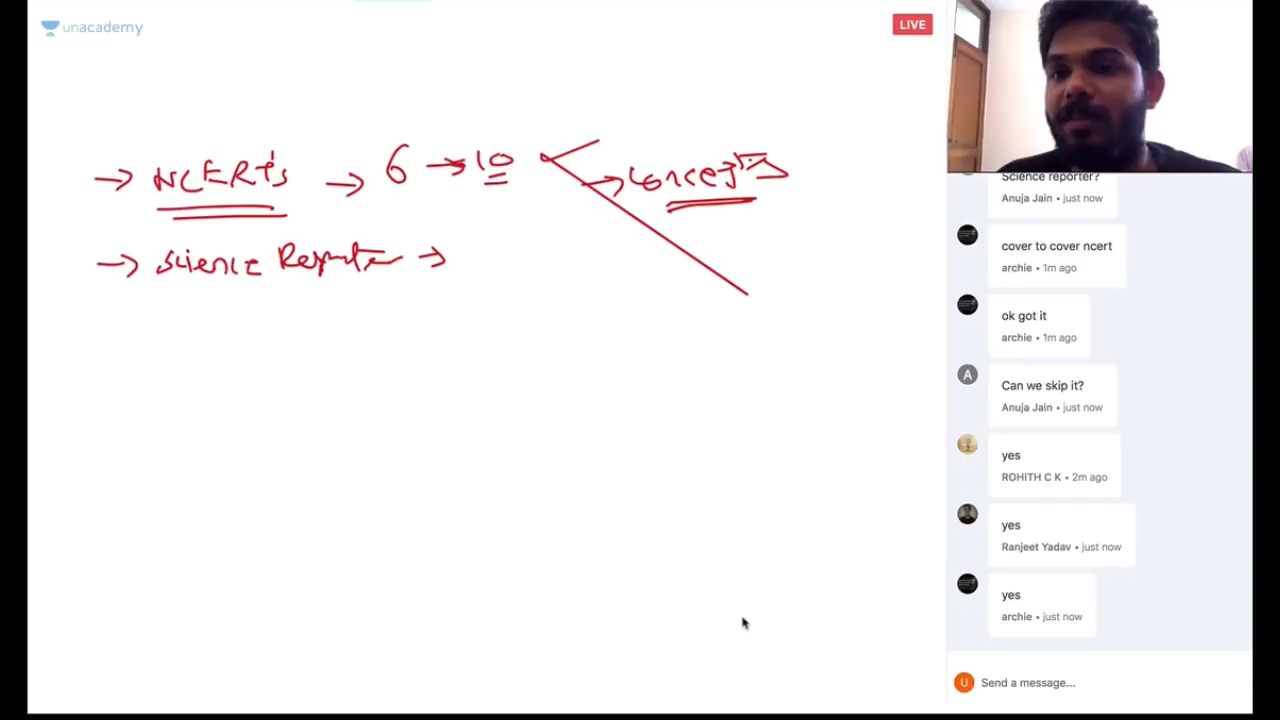 unacademy
LIVE
→ NCERT's → 6 → 10 → concepts
→ Science Reporter →
Science reporter?
Anuja Jain • just now
cover to cover ncert
archie • 1m ago
ok got it
archie • 1m ago
A
Can we skip it?
Anuja Jain • just now
yes
ROHITH C K • 2m ago
yes
Ranjeet Yadav • just now
yes
archie • just now
U
Send a message...